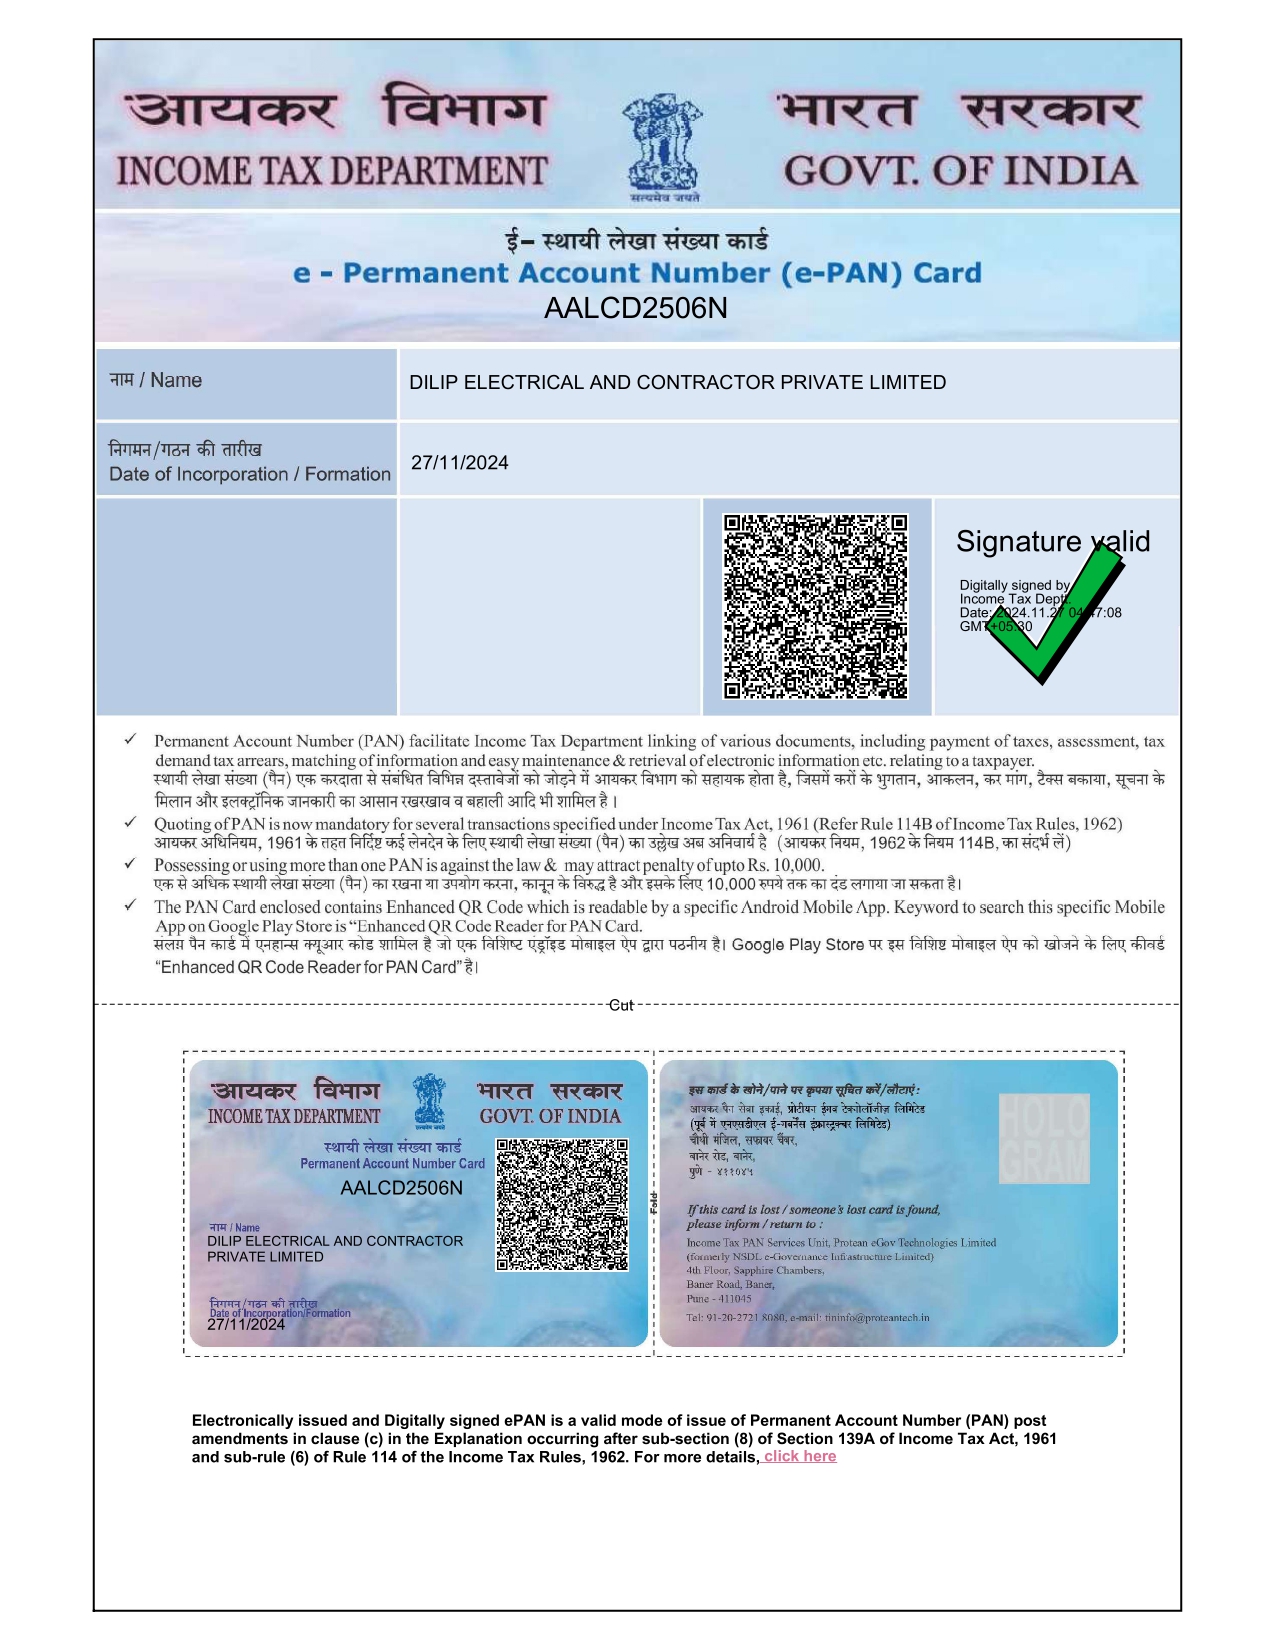 आयकर विभाग
INCOME TAX DEPARTMENT
सत्यमेव जयते
भारत सरकार
GOVT. OF INDIA
ई– स्थायी लेखा संख्या कार्ड
e - Permanent Account Number (e-PAN) Card
AALCD2506N
नाम / Name
DILIP ELECTRICAL AND CONTRACTOR PRIVATE LIMITED
निगमन/गठन की तारीख
Date of Incorporation / Formation
27/11/2024
Signature valid
Digitally signed by
Income Tax Deptt.
Date: 2024.11.27 04:47:08
GMT+05:30
✓ Permanent Account Number (PAN) facilitate Income Tax Department linking of various documents, including payment of taxes, assessment, tax
demand tax arrears, matching of information and easy maintenance & retrieval of electronic information etc. relating to a taxpayer.
स्थायी लेखा संख्या (पैन) एक करदाता से संबंधित विभिन्न दस्तावेजों को जोड़ने में आयकर विभाग को सहायक होता है, जिसमें करों के भुगतान, आकलन, कर मांग, टैक्स बकाया, सूचना के
मिलान और इलक्ट्रॉनिक जानकारी का आसान रखरखाव व बहाली आदि भी शामिल है ।
✓ Quoting of PAN is now mandatory for several transactions specified under Income Tax Act, 1961 (Refer Rule 114B of Income Tax Rules, 1962)
आयकर अधिनियम, 1961 के तहत निर्दिष्ट कई लेनदेन के लिए स्थायी लेखा संख्या (पैन) का उल्लेख अब अनिवार्य है (आयकर नियम, 1962 के नियम 114B, का संदर्भ लें)
✓ Possessing or using more than one PAN is against the law & may attract penalty of upto Rs. 10,000.
एक से अधिक स्थायी लेखा संख्या (पैन) का रखना या उपयोग करना, कानून के विरुद्ध है और इसके लिए 10,000 रुपये तक का दंड लगाया जा सकता है।
✓ The PAN Card enclosed contains Enhanced QR Code which is readable by a specific Android Mobile App. Keyword to search this specific Mobile
App on Google Play Store is “Enhanced QR Code Reader for PAN Card.
संलग्न पैन कार्ड में एनहान्स क्यूआर कोड शामिल है जो एक विशिष्ट एंड्रॉइड मोबाइल ऐप द्वारा पठनीय है। Google Play Store पर इस विशिष्ट मोबाइल ऐप को खोजने के लिए कीवर्ड
“Enhanced QR Code Reader for PAN Card” है।
Cut
आयकर विभाग
INCOME TAX DEPARTMENT
भारत सरकार
GOVT. OF INDIA
स्थायी लेखा संख्या कार्ड
Permanent Account Number Card
AALCD2506N
नाम / Name
DILIP ELECTRICAL AND CONTRACTOR
PRIVATE LIMITED
निगमन/गठन की तारीख
Date of Incorporation/Formation
27/11/2024
Fold
इस कार्ड के खोने/पाने पर कृपया सूचित करें/लौटाएं :
आयकर पैन सेवा इकाई, प्रोटीयन ईगव टेक्नोलॉजीज़ लिमिटेड
(पूर्व में एनएसडीएल ई-गवर्नेंस इंफ्रास्ट्रक्चर लिमिटेड)
चौथी मंजिल, सफायर चैंबर,
बानेर रोड, बानेर,
पुणे - ४११०४५
HOLO
GRAM
If this card is lost / someone's lost card is found,
please inform / return to :
Income Tax PAN Services Unit, Protean eGov Technologies Limited
(formerly NSDL e-Governance Infrastructure Limited)
4th Floor, Sapphire Chambers,
Baner Road, Baner,
Pune - 411045
Tel: 91-20-2721 8080, e-mail: tininfo@proteantech.in
Electronically issued and Digitally signed ePAN is a valid mode of issue of Permanent Account Number (PAN) post
amendments in clause (c) in the Explanation occurring after sub-section (8) of Section 139A of Income Tax Act, 1961
and sub-rule (6) of Rule 114 of the Income Tax Rules, 1962. For more details, click here